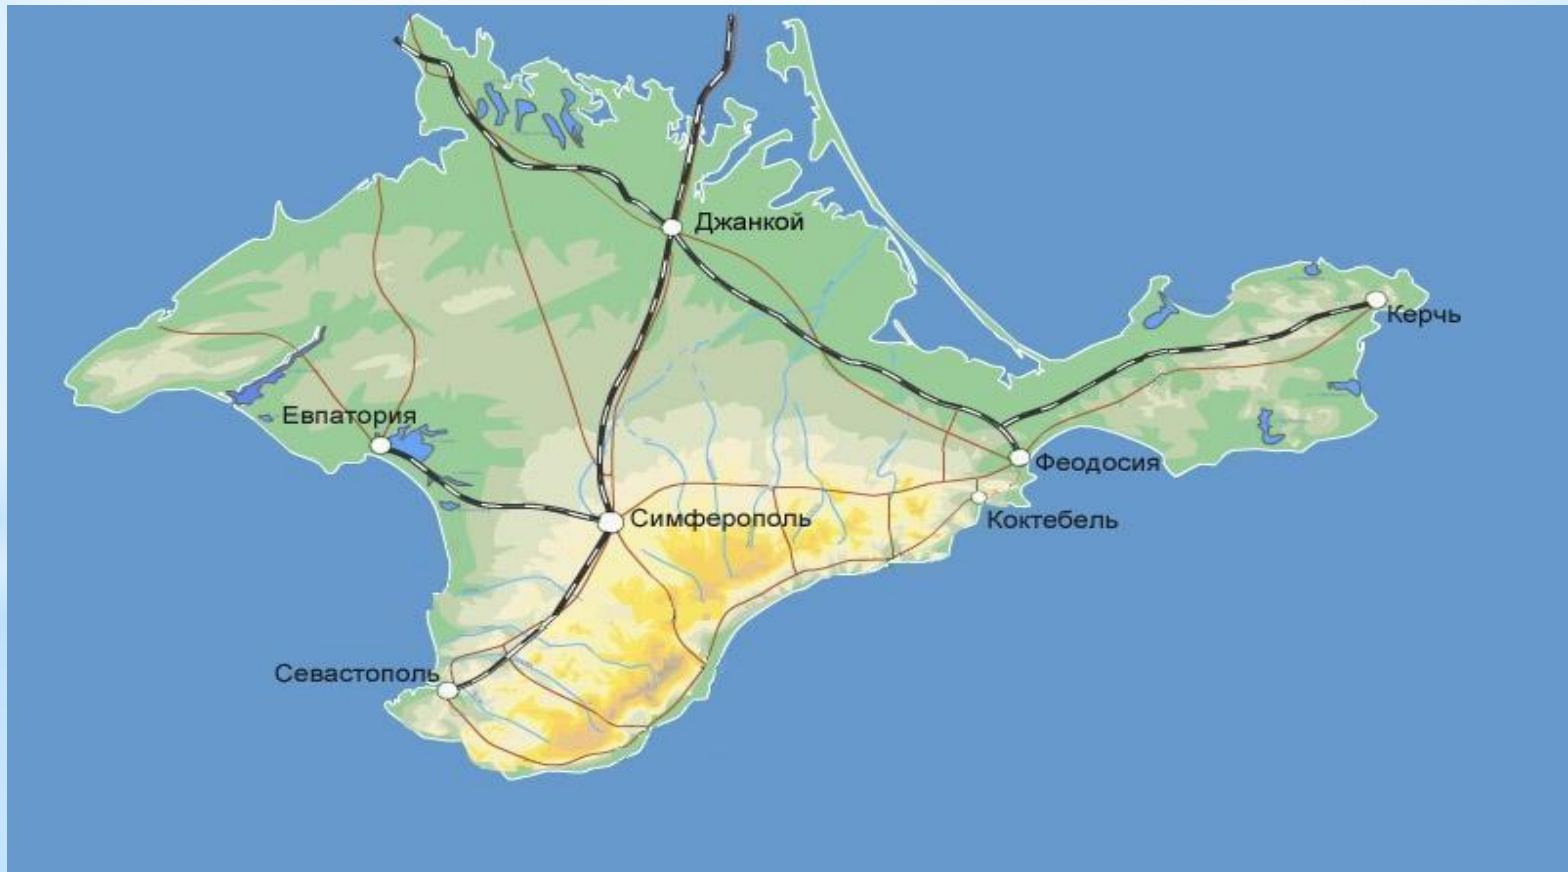 Джанкой
Керчь
Евпатория
Феодосия
Симферополь
Коктебель
Севастополь